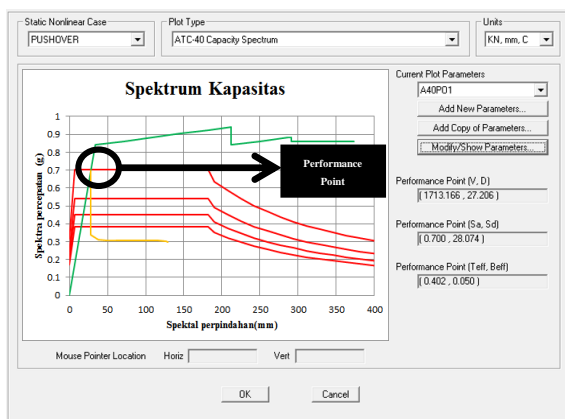 Static Nonlinear Case
PUSHOVER
Plot Type
ATC-40 Capacity Spectrum
Units
KN, mm, C
Spektrum Kapasitas
1
0.9
0.8
0.7
0.6
0.5
0.4
0.3
0.2
0.1
0
Spektra percepatan (g)
0 50 100 150 200 250 300 350 400
Spektal perpindahan(mm)
Performance
Point
Current Plot Parameters
A40PO1
Add New Parameters...
Add Copy of Parameters...
Modify/Show Parameters...
Performance Point (V, D)
( 1713.166 , 27.206 )
Performance Point (Sa, Sd)
( 0.700 , 28.074 )
Performance Point (Teff, Beff)
( 0.402 , 0.050 )
Mouse Pointer Location Horiz Vert
OK Cancel